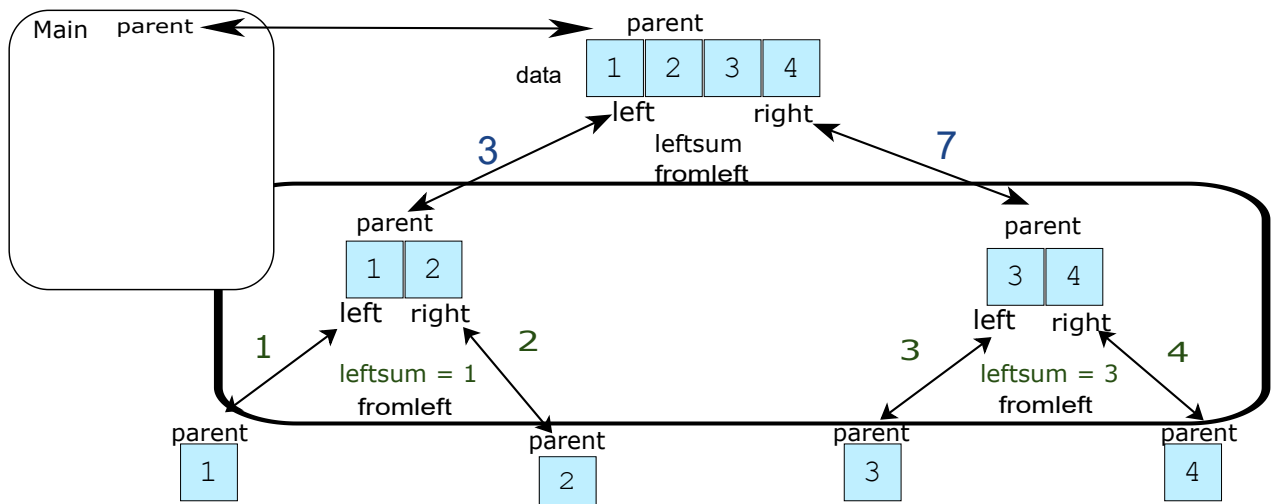 Main parent
parent
data 1 2 3 4
left right
3 leftsum 7
fromleft
parent parent
1 2 3 4
left right left right
1 2 3 4
leftsum = 1 leftsum = 3
fromleft fromleft
parent parent parent parent
1 2 3 4